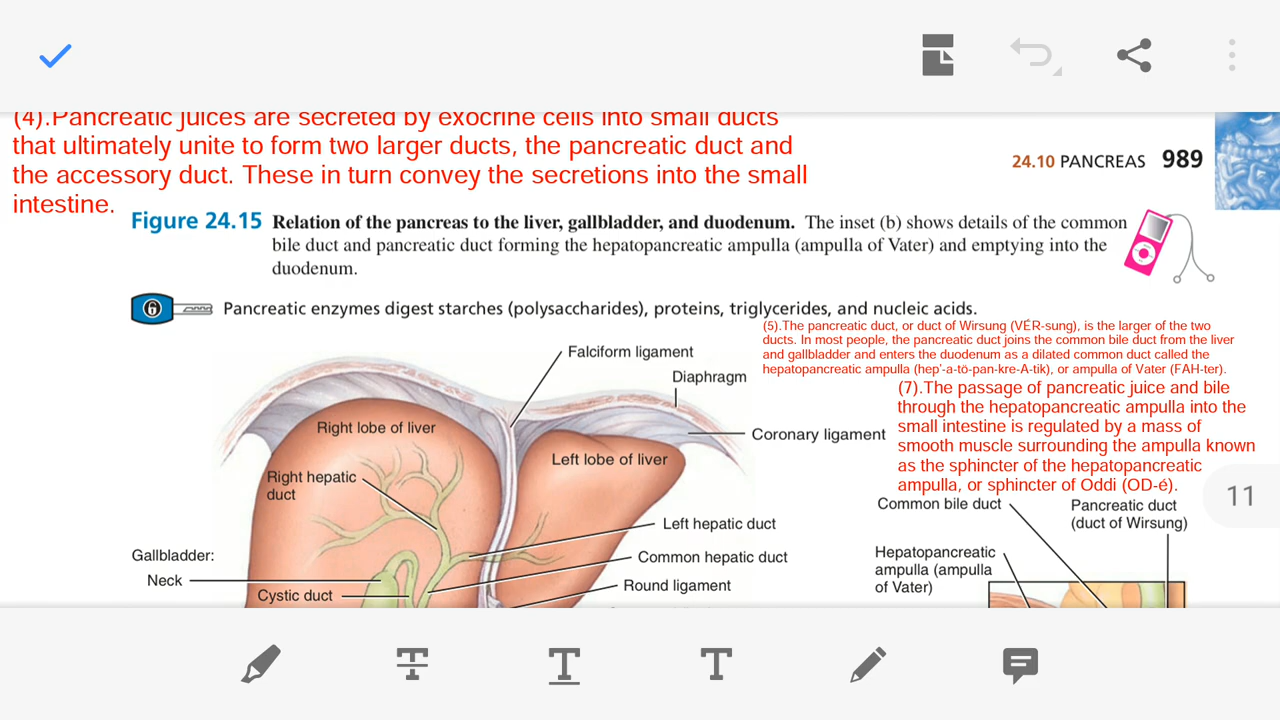 (4).Pancreatic juices are secreted by exocrine cells into small ducts
that ultimately unite to form two larger ducts, the pancreatic duct and
the accessory duct. These in turn convey the secretions into the small
intestine.
24.10 PANCREAS 989
Figure 24.15 Relation of the pancreas to the liver, gallbladder, and duodenum. The inset (b) shows details of the common
bile duct and pancreatic duct forming the hepatopancreatic ampulla (ampulla of Vater) and emptying into the
duodenum.
Pancreatic enzymes digest starches (polysaccharides), proteins, triglycerides, and nucleic acids.
(5).The pancreatic duct, or duct of Wirsung (VÉR-sung), is the larger of the two
ducts. In most people, the pancreatic duct joins the common bile duct from the liver
and gallbladder and enters the duodenum as a dilated common duct called the
hepatopancreatic ampulla (hep'-a-tö-pan-kre-A-tik), or ampulla of Vater (FAH-ter).
(7).The passage of pancreatic juice and bile
through the hepatopancreatic ampulla into the
small intestine is regulated by a mass of
smooth muscle surrounding the ampulla known
as the sphincter of the hepatopancreatic
ampulla, or sphincter of Oddi (OD-é).
Falciform ligament
Diaphragm
Right lobe of liver
Coronary ligament
Left lobe of liver
Right hepatic
duct
Left hepatic duct
Common hepatic duct
Round ligament
Gallbladder:
Neck
Cystic duct
Common bile duct
Pancreatic duct
(duct of Wirsung)
Hepatopancreatic
ampulla (ampulla
of Vater)
11